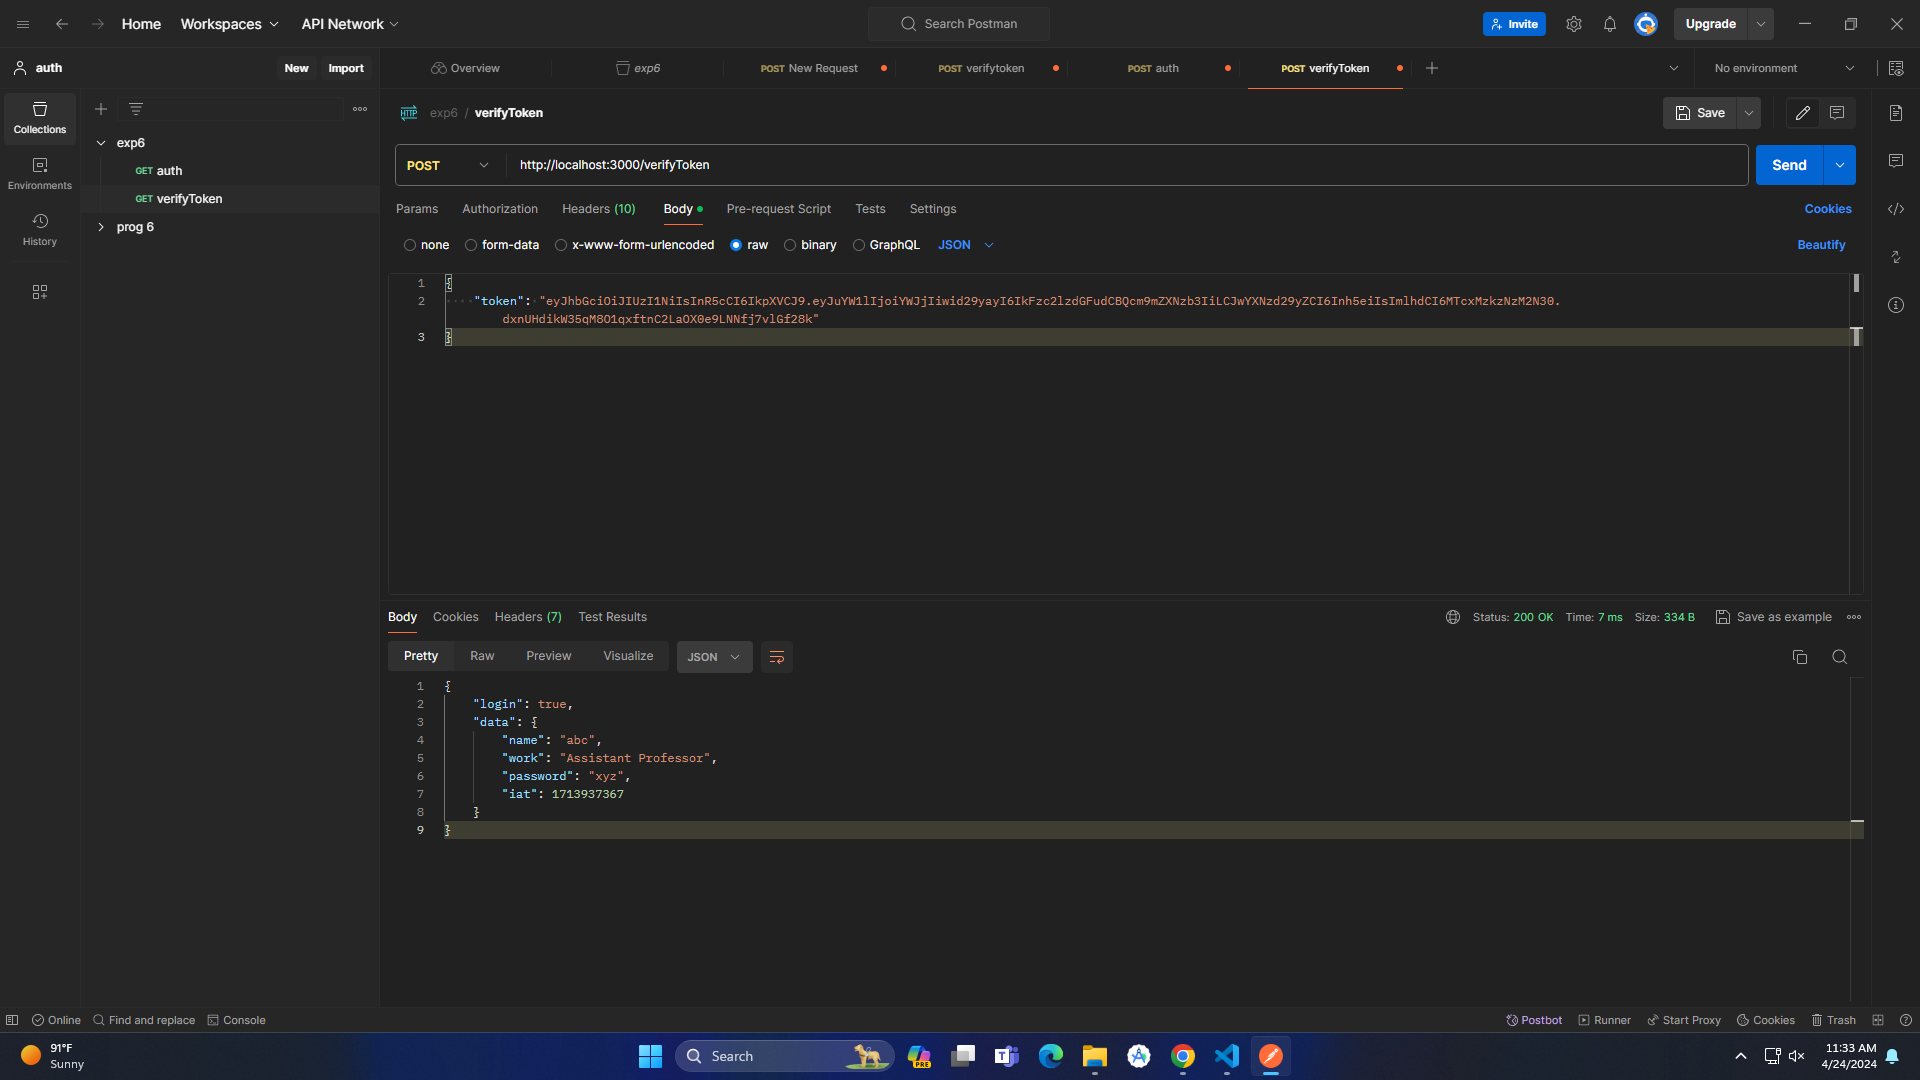 Home Workspaces API Network Search Postman Invite Upgrade
auth New Import Overview exp6 POST New Request POST verifytoken POST auth POST verifyToken No environment
Collections
Environments
History
exp6
GET auth
GET verifyToken
prog 6
HTTP exp6 / verifyToken Save
POST http://localhost:3000/verifyToken Send
Params Authorization Headers (10) Body Pre-request Script Tests Settings Cookies
none form-data x-www-form-urlencoded raw binary GraphQL JSON Beautify
1 {
2 "token": "eyJhbGciOiJIUzI1NiIsInR5cCI6IkpXVCJ9.eyJuYW1lIjoiYWJjIiwid29yayI6IkFzc2lzdGFudCBQcm9mZXNzb3IiLCJwYXNzd29yZCI6Inh5eiIsImlhdCI6MTcxMzkzNzM2N30.
dxnUHdikW35qM8O1qxftnC2LaOX0e9LNNfj7vlGf28k"
3 }
Body Cookies Headers (7) Test Results Status: 200 OK Time: 7 ms Size: 334 B Save as example
Pretty Raw Preview Visualize JSON
1 {
2 "login": true,
3 "data": {
4 "name": "abc",
5 "work": "Assistant Professor",
6 "password": "xyz",
7 "iat": 1713937367
8 }
9 }
Online Find and replace Console Postbot Runner Start Proxy Cookies Trash
91°F
Sunny
Search
PRE
11:33 AM
4/24/2024